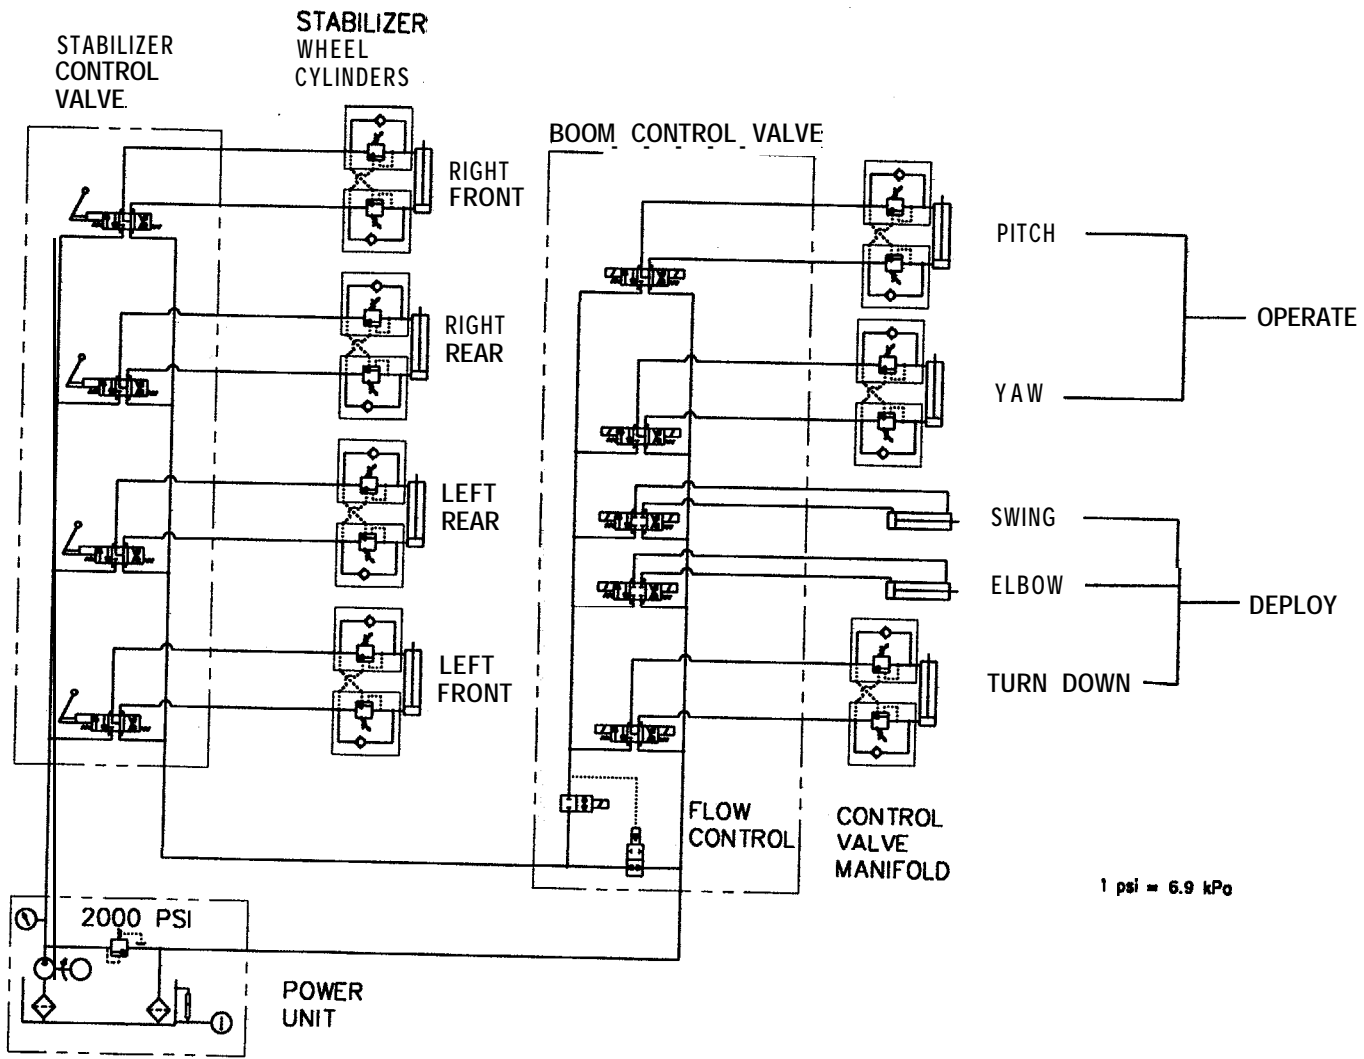 STABILIZER
CONTROL
VALVE.
STABILIZER
WHEEL
CYLINDERS
RIGHT
FRONT
RIGHT
REAR
LEFT
REAR
LEFT
FRONT
BOOM CONTROL VALVE
PITCH
YAW
OPERATE
SWING
ELBOW
TURN DOWN
DEPLOY
FLOW
CONTROL
CONTROL
VALVE
MANIFOLD
1 psi = 6.9 kPa
2000 PSI
POWER
UNIT